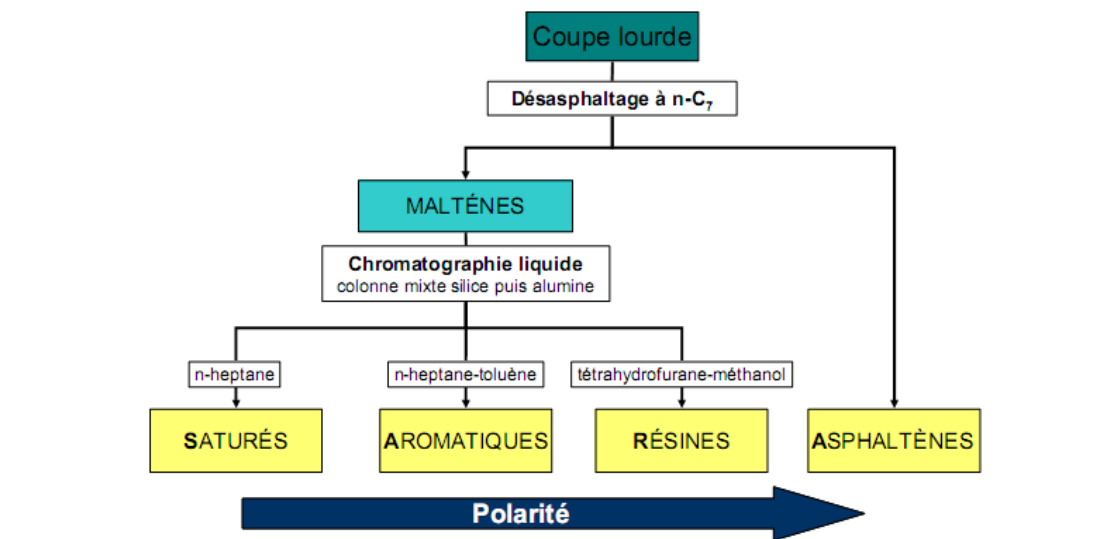 Coupe lourde
Désasphaltage à n-C₇
MALTÉNES
Chromatographie liquide
colonne mixte silice puis alumine
n-heptane
n-heptane-toluène
tétrahydrofurane-méthanol
SATURÉS
AROMATIQUES
RÉSINES
ASPHALTÈNES
Polarité